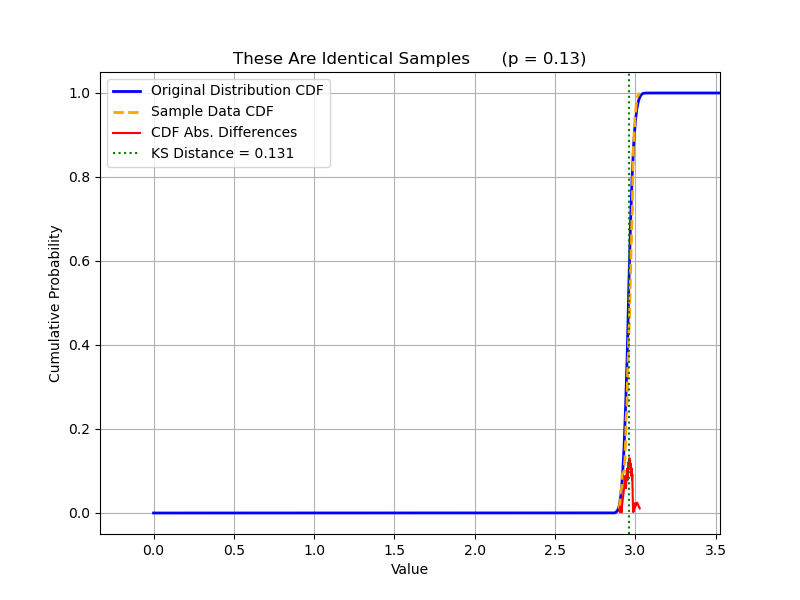 These Are Identical Samples (p = 0.13)
Original Distribution CDF
Sample Data CDF
CDF Abs. Differences
KS Distance = 0.131
1.0
0.8
0.6
0.4
0.2
0.0
Cumulative Probability
0.0 0.5 1.0 1.5 2.0 2.5 3.0 3.5
Value